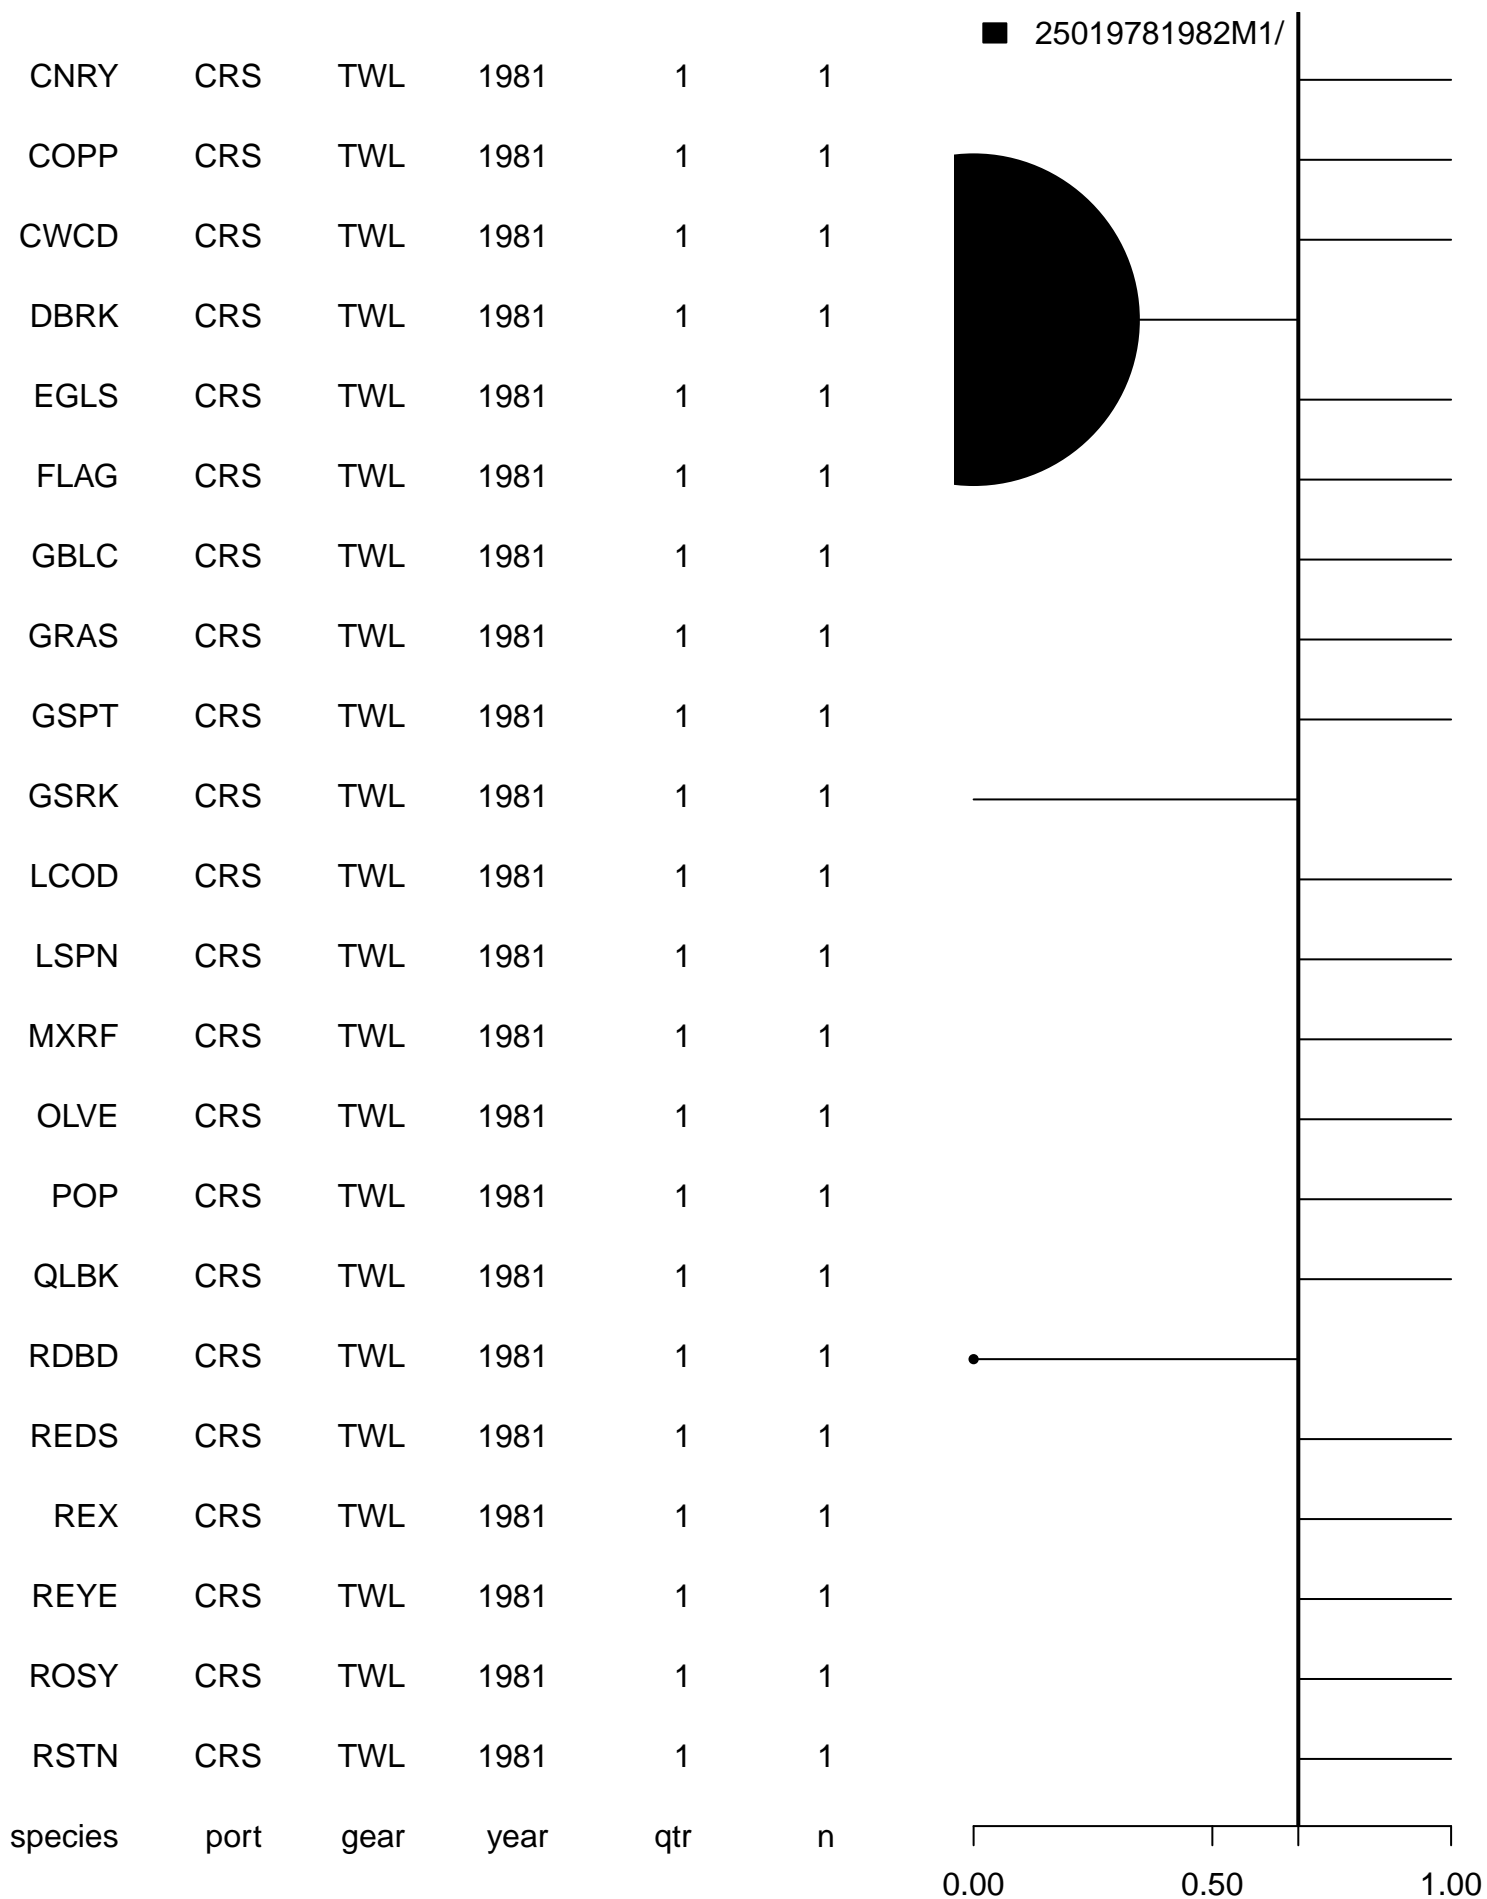 25019781982M1/
CNRY CRS TWL 1981 1 1
COPP CRS TWL 1981 1 1
CWCD CRS TWL 1981 1 1
DBRK CRS TWL 1981 1 1
EGLS CRS TWL 1981 1 1
FLAG CRS TWL 1981 1 1
GBLC CRS TWL 1981 1 1
GRAS CRS TWL 1981 1 1
GSPT CRS TWL 1981 1 1
GSRK CRS TWL 1981 1 1
LCOD CRS TWL 1981 1 1
LSPN CRS TWL 1981 1 1
MXRF CRS TWL 1981 1 1
OLVE CRS TWL 1981 1 1
POP CRS TWL 1981 1 1
QLBK CRS TWL 1981 1 1
RDBD CRS TWL 1981 1 1
REDS CRS TWL 1981 1 1
REX CRS TWL 1981 1 1
REYE CRS TWL 1981 1 1
ROSY CRS TWL 1981 1 1
RSTN CRS TWL 1981 1 1
species port gear year qtr n
0.00 0.50 1.00